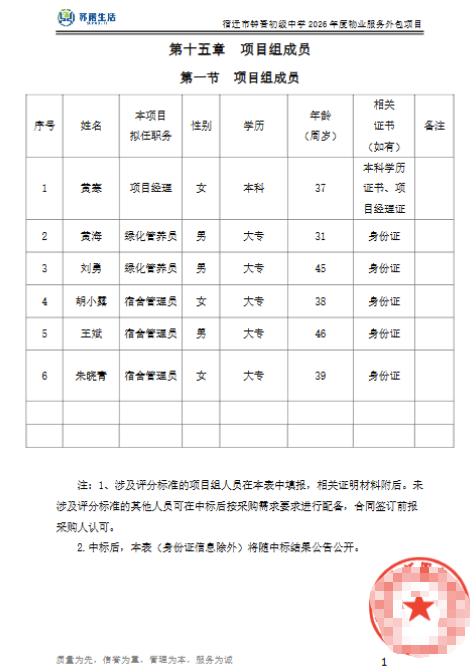 苏丽生活
宿迁市钟吾初级中学2026年度物业服务外包项目
第十五章 项目组成员
第一节 项目组成员
序号 姓名 本项目拟任职务 性别 学历 年龄(周岁) 相关证书(如有) 备注
1 黄寒 项目经理 女 本科 37 本科学历证书、项目经理证
2 黄海 绿化管养员 男 大专 31 身份证
3 刘勇 绿化管养员 男 大专 45 身份证
4 胡小露 宿舍管理员 女 大专 38 身份证
5 王斌 宿舍管理员 男 大专 46 身份证
6 朱晓青 宿舍管理员 女 大专 39 身份证
注:1、涉及评分标准的项目组人员在本表中填报,相关证明材料附后。未
涉及评分标准的其他人员可在中标后按采购需求要求进行配备,合同签订前报
采购人认可。
2.中标后,本表(身份证信息除外)将随中标结果公告公开。
质量为先,信誉为重,管理为本,服务为诚
1